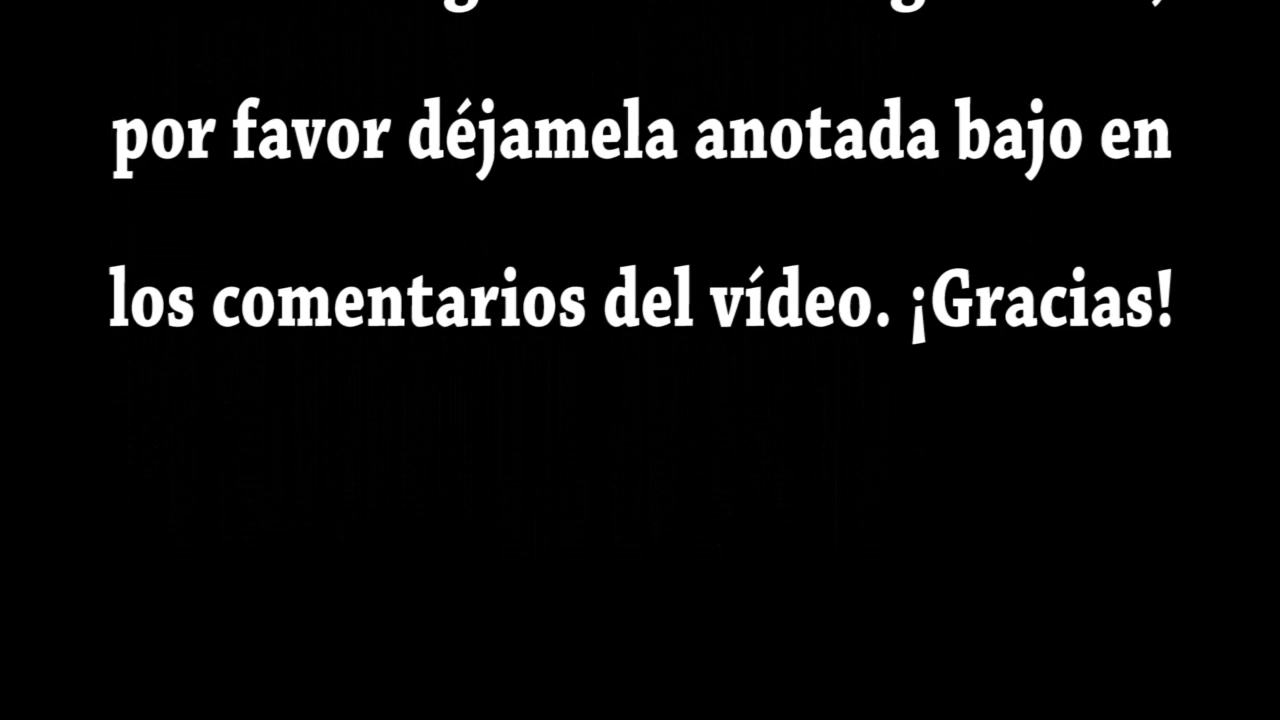 por favor déjamela anotada bajo en
los comentarios del vídeo. ¡Gracias!